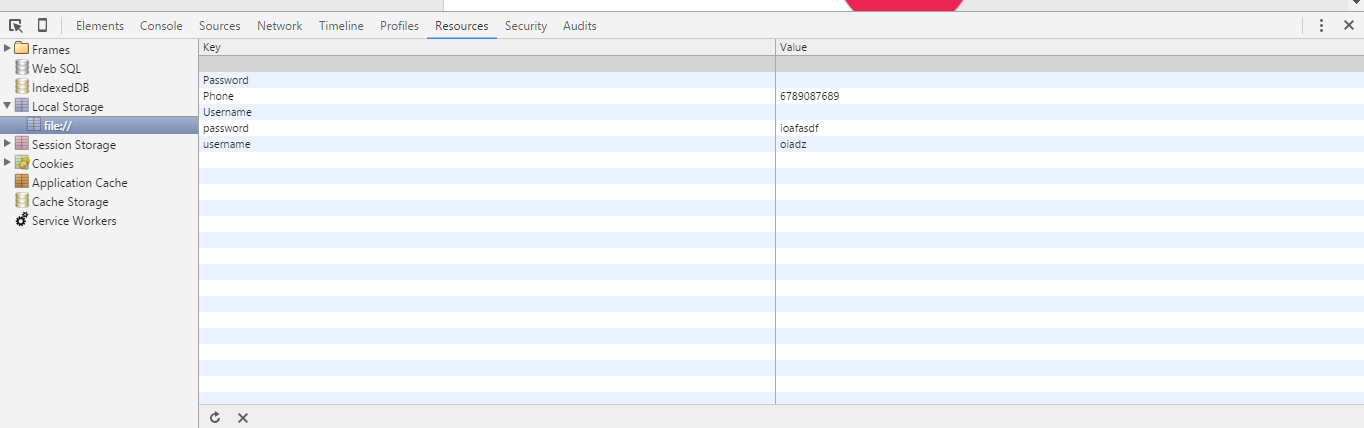 Elements Console Sources Network Timeline Profiles Resources Security Audits
Frames
Web SQL
IndexedDB
Local Storage
file://
Session Storage
Cookies
Application Cache
Cache Storage
Service Workers
Key Value
Password
Phone 6789087689
Username
password ioafasdf
username oiadz